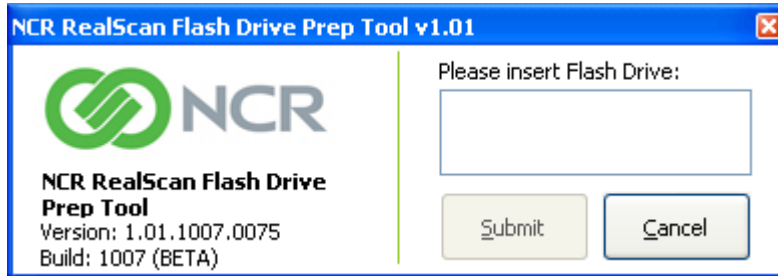 NCR RealScan Flash Drive Prep Tool v1.01
NCR
NCR RealScan Flash Drive
Prep Tool
Version: 1.01.1007.0075
Build: 1007 (BETA)
Please insert Flash Drive:
Submit
Cancel